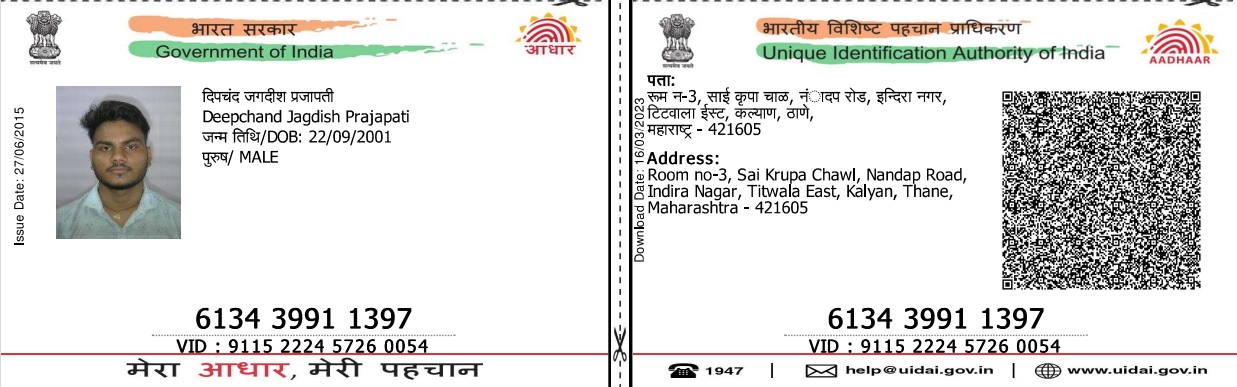 भारत सरकार
Government of India
सत्यमेव जयते
आधार
Issue Date: 27/06/2015
दिपचंद जगदीश प्रजापती
Deepchand Jagdish Prajapati
जन्म तिथि/DOB: 22/09/2001
पुरुष/ MALE
6134 3991 1397
VID : 9115 2224 5726 0054
मेरा आधार, मेरी पहचान
भारतीय विशिष्ट पहचान प्राधिकरण
Unique Identification Authority of India
सत्यमेव जयते
AADHAAR
Download Date: 16/03/2023
पता:
रूम न-3, साई कृपा चाळ, नंादप रोड, इन्दिरा नगर,
टिटवाला ईस्ट, कल्याण, ठाणे,
महाराष्ट्र - 421605
Address:
Room no-3, Sai Krupa Chawl, Nandap Road,
Indira Nagar, Titwala East, Kalyan, Thane,
Maharashtra - 421605
6134 3991 1397
VID : 9115 2224 5726 0054
1947 | help@uidai.gov.in | www.uidai.gov.in